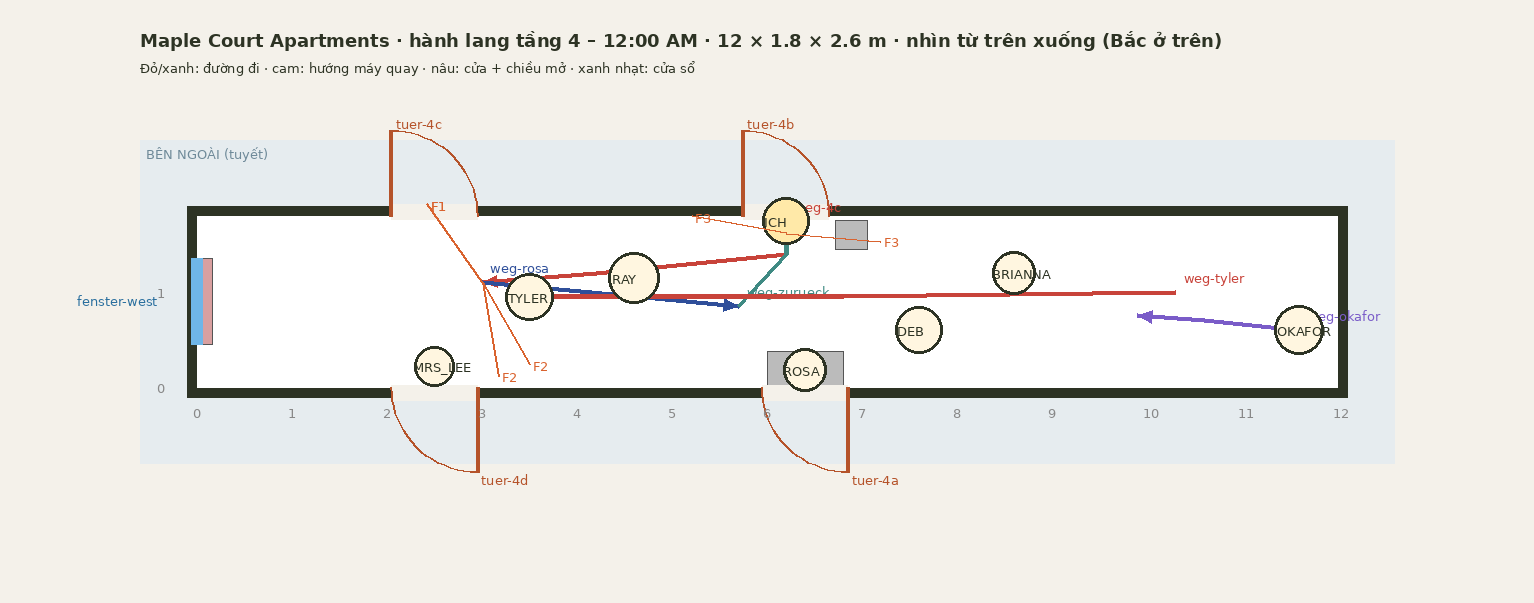 Maple Court Apartments · hành lang tầng 4 – 12:00 AM · 12 × 1.8 × 2.6 m · nhìn từ trên xuống (Bắc ở trên)
Đỏ/xanh: đường đi · cam: hướng máy quay · nâu: cửa + chiều mở · xanh nhạt: cửa sổ
tuer-4c
tuer-4b
BÊN NGOÀI (tuyết)
F1
eg-4c
F3
ICH
F3
weg-rosa
RAY
BRIANNA
weg-tyler
fenster-west
1
TYLER
weg-zurueck
eg-okafor
DEB
OKAFOR
MRS_LEE
F2
F2
ROSA
0
0
1
2
3
4
5
6
7
8
9
10
11
12
tuer-4d
tuer-4a